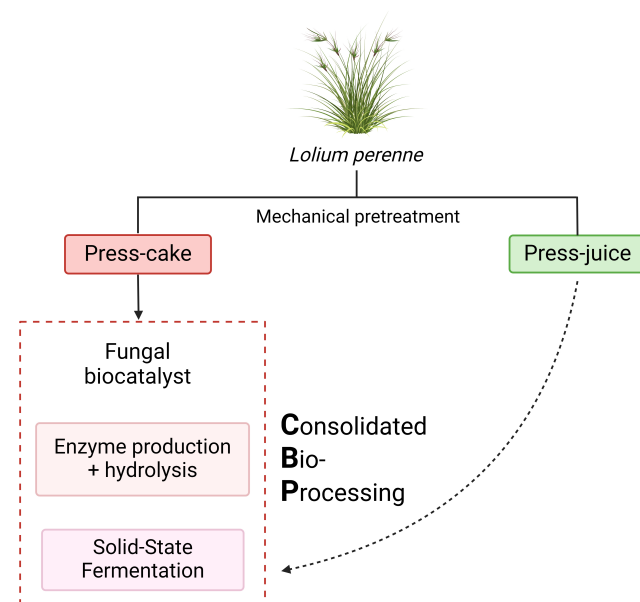 Lolium perenne
Mechanical pretreatment
Press-cake
Press-juice
Fungal
biocatalyst
Enzyme production
+ hydrolysis
Consolidated
Bio-
Processing
Solid-State
Fermentation